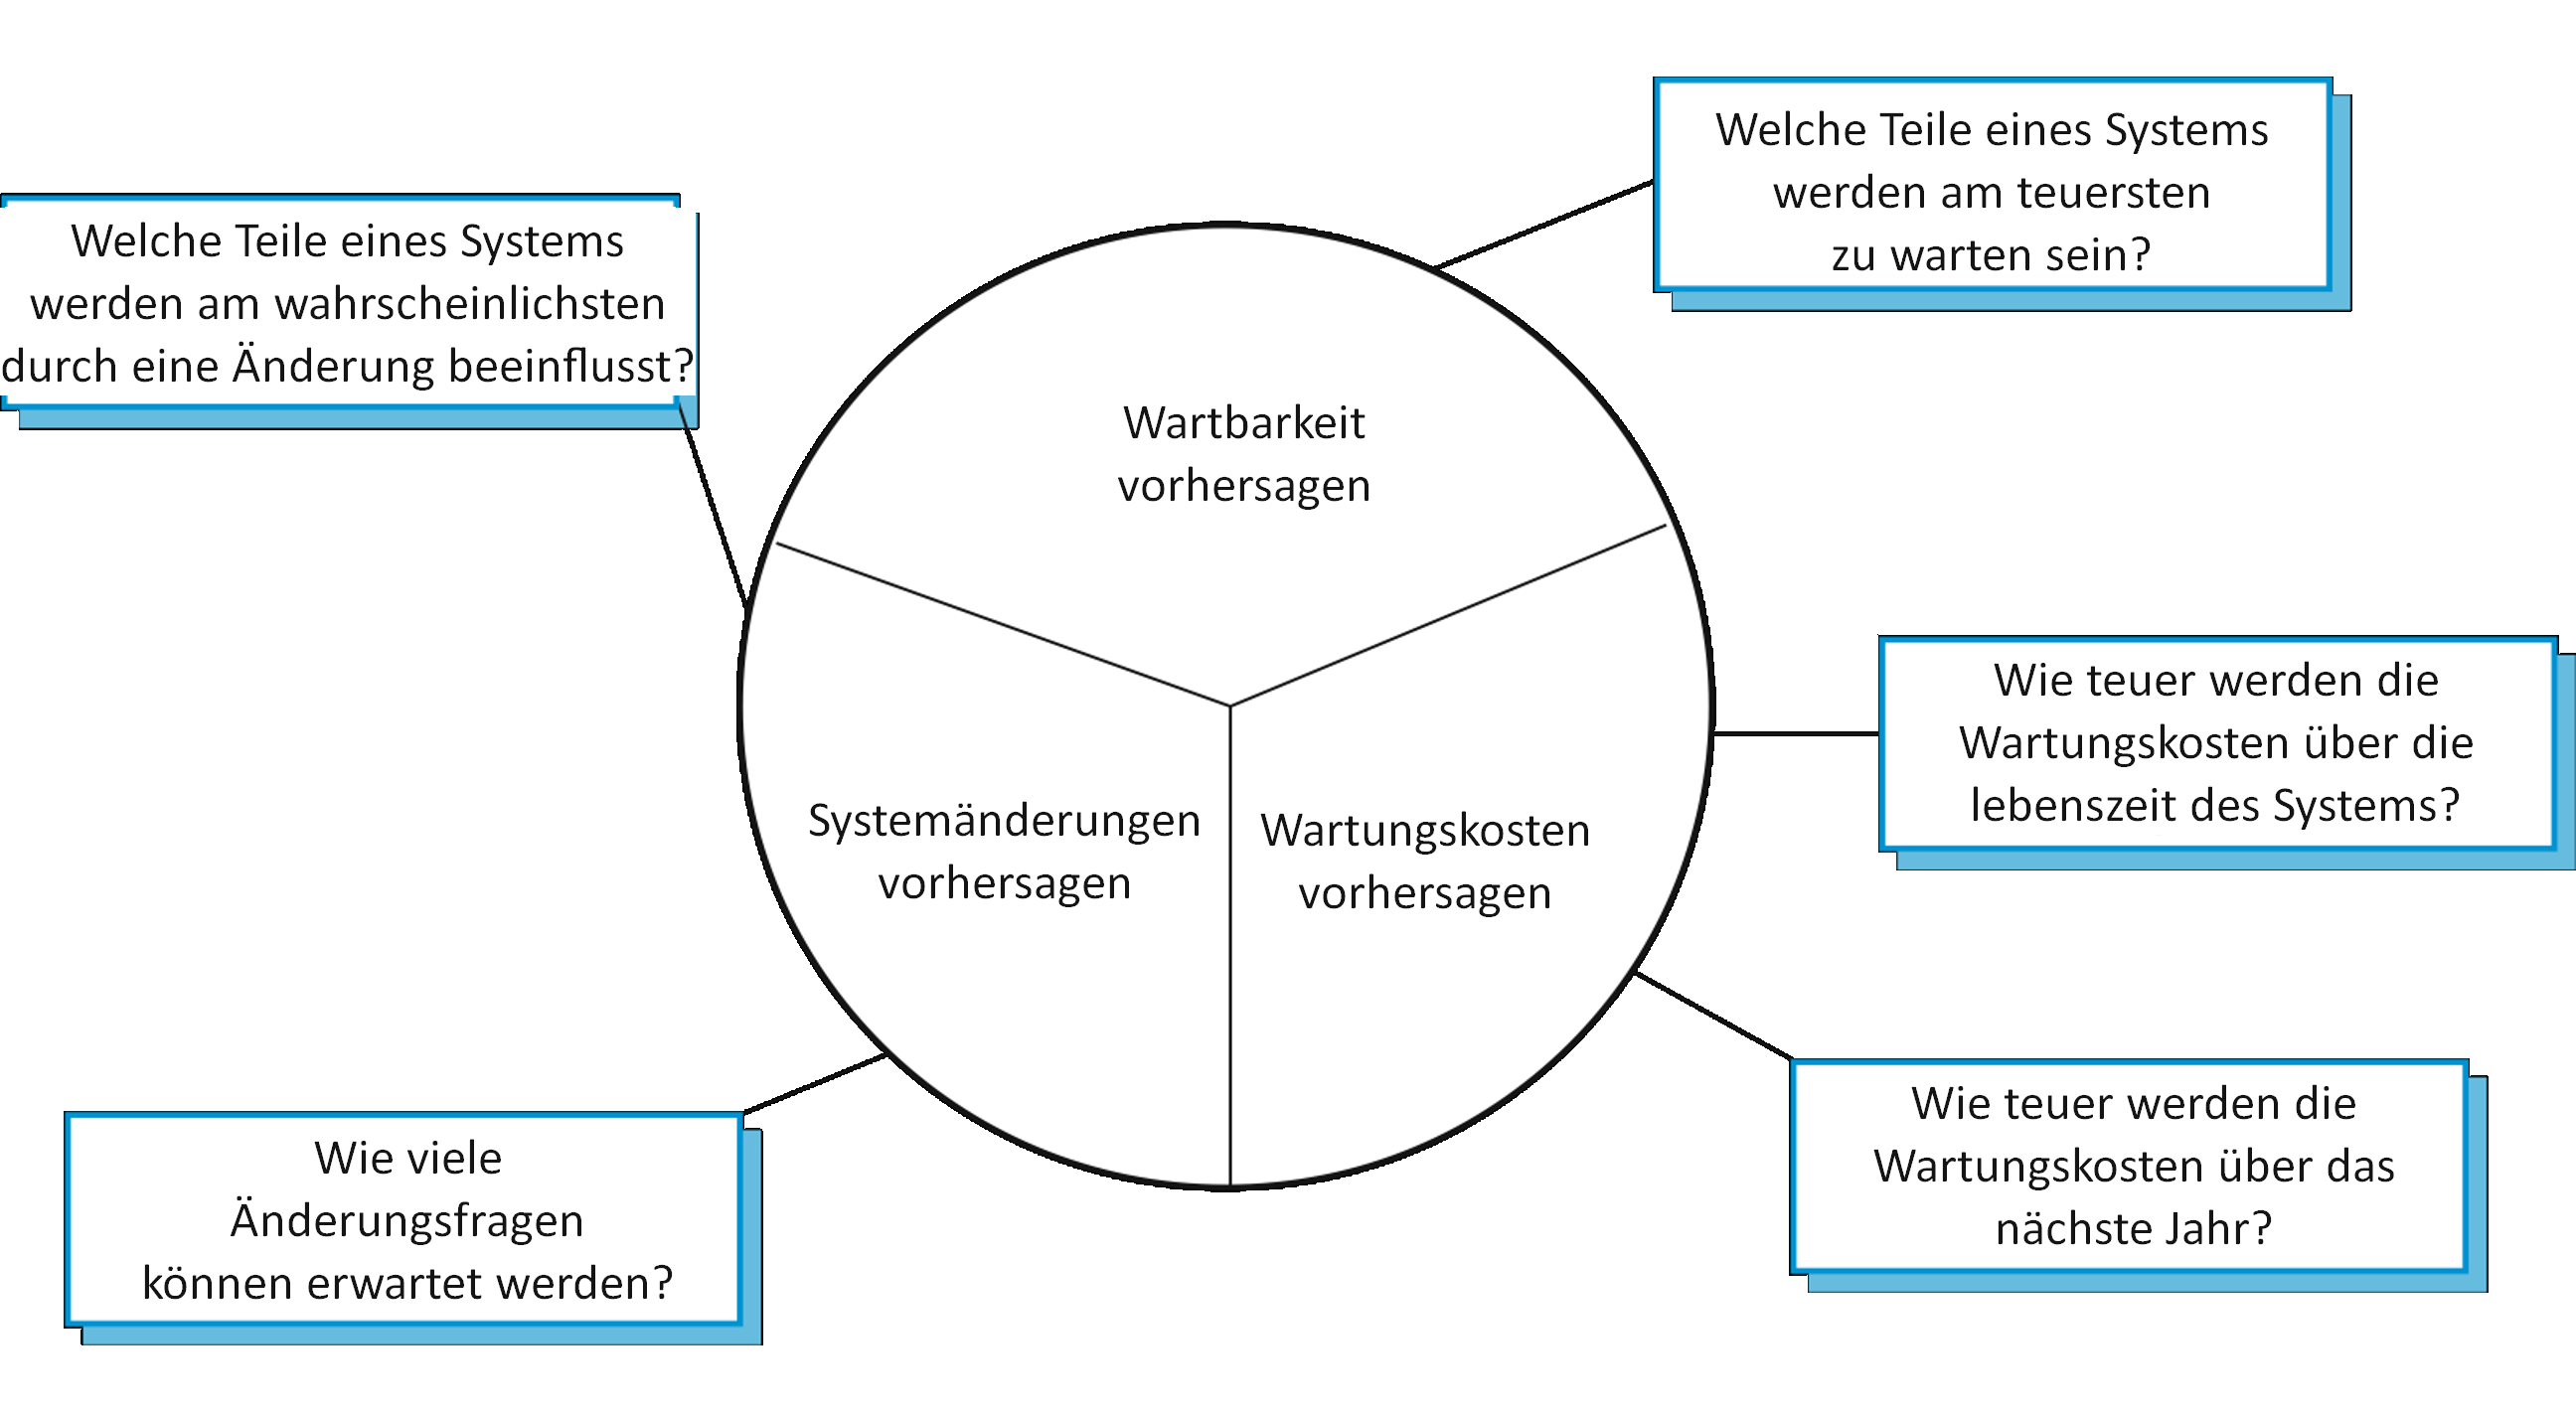 Welche Teile eines Systems
werden am teuersten
zu warten sein?
Welche Teile eines Systems
werden am wahrscheinlichsten
durch eine Änderung beeinflusst?
Wartbarkeit
vorhersagen
Wie teuer werden die
Wartungskosten über die
lebenszeit des Systems?
Systemänderungen
vorhersagen
Wartungskosten
vorhersagen
Wie teuer werden die
Wartungskosten über das
nächste Jahr?
Wie viele
Änderungsfragen
können erwartet werden?